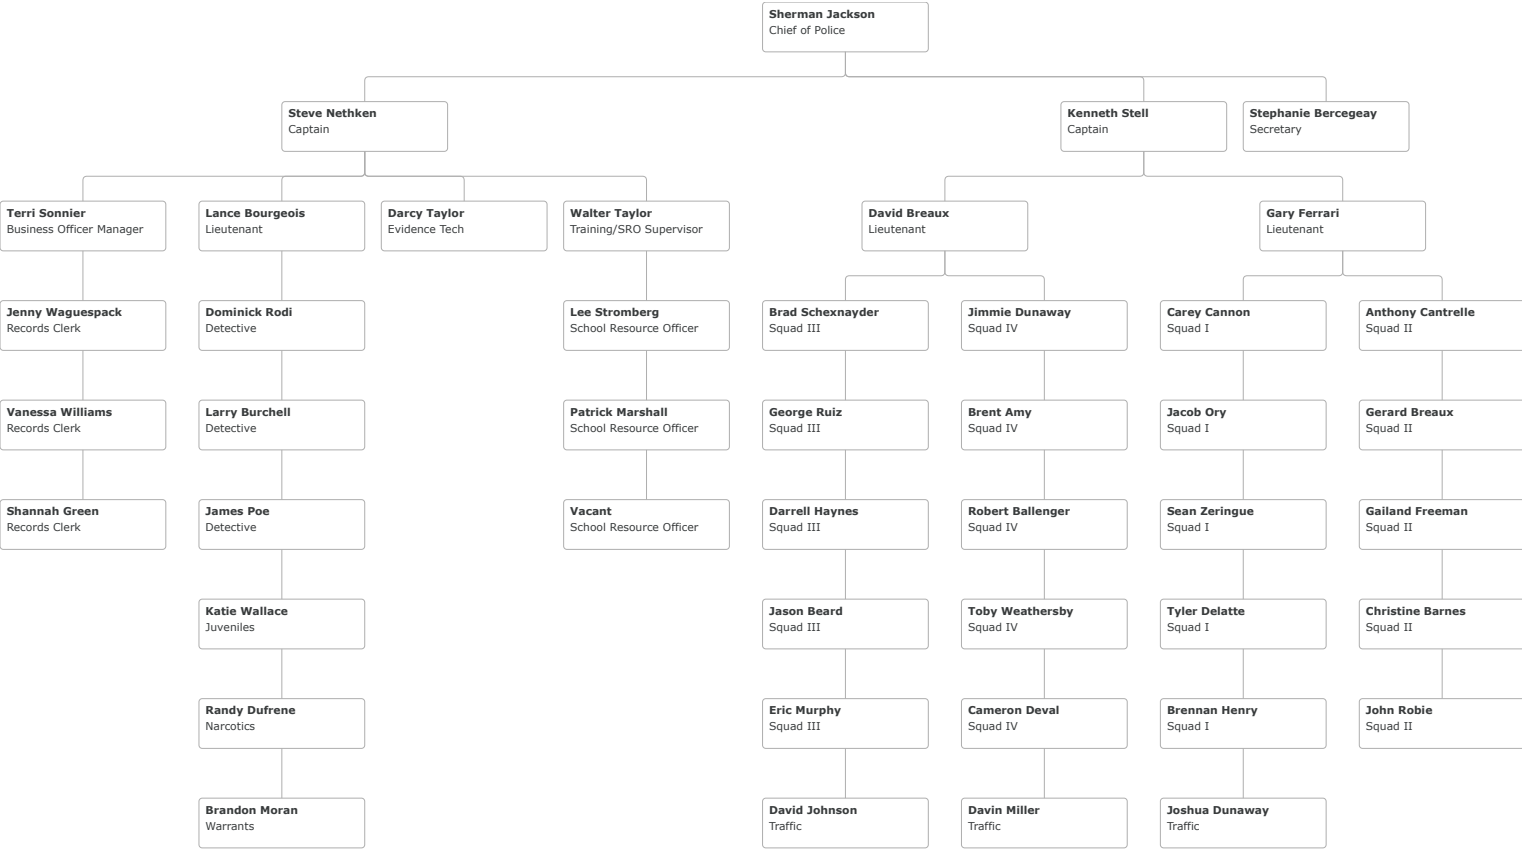 Sherman Jackson
Chief of Police
Steve Nethken
Captain
Kenneth Stell
Captain
Stephanie Bercegeay
Secretary
Terri Sonnier
Business Officer Manager
Lance Bourgeois
Lieutenant
Darcy Taylor
Evidence Tech
Walter Taylor
Training/SRO Supervisor
David Breaux
Lieutenant
Gary Ferrari
Lieutenant
Jenny Waguespack
Records Clerk
Dominick Rodi
Detective
Lee Stromberg
School Resource Officer
Brad Schexnayder
Squad III
Jimmie Dunaway
Squad IV
Carey Cannon
Squad I
Anthony Cantrelle
Squad II
Vanessa Williams
Records Clerk
Larry Burchell
Detective
Patrick Marshall
School Resource Officer
George Ruiz
Squad III
Brent Amy
Squad IV
Jacob Ory
Squad I
Gerard Breaux
Squad II
Shannah Green
Records Clerk
James Poe
Detective
Vacant
School Resource Officer
Darrell Haynes
Squad III
Robert Ballenger
Squad IV
Sean Zeringue
Squad I
Gailand Freeman
Squad II
Katie Wallace
Juveniles
Jason Beard
Squad III
Toby Weathersby
Squad IV
Tyler Delatte
Squad I
Christine Barnes
Squad II
Randy Dufrene
Narcotics
Eric Murphy
Squad III
Cameron Deval
Squad IV
Brennan Henry
Squad I
John Robie
Squad II
Brandon Moran
Warrants
David Johnson
Traffic
Davin Miller
Traffic
Joshua Dunaway
Traffic